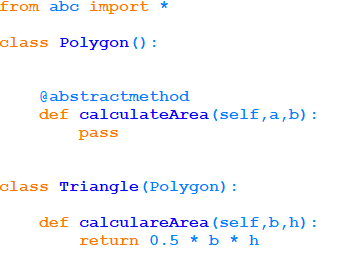 from abc import *
class Polygon():
    @abstractmethod
    def calculateArea(self,a,b):
        pass
class Triangle(Polygon):
    def calculareArea(self,b,h):
        return 0.5 * b * h